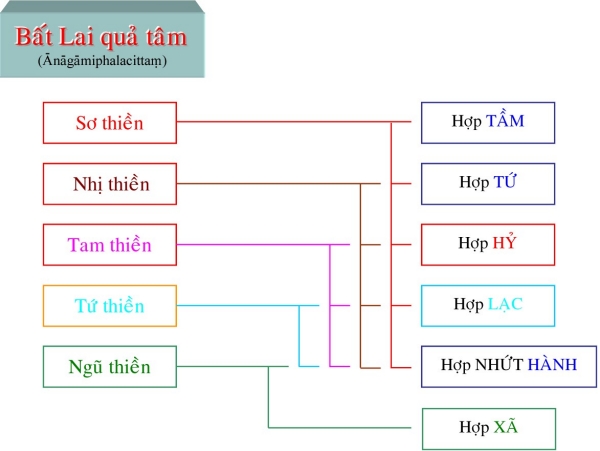 Bất Lai quả tâm
(Ānāgāmiphalacittaṃ)
Sơ thiền
Hợp TẦM
Nhị thiền
Hợp TỨ
Tam thiền
Hợp HỶ
Tứ thiền
Hợp LẠC
Ngũ thiền
Hợp NHỨT HÀNH
Hợp XÃ